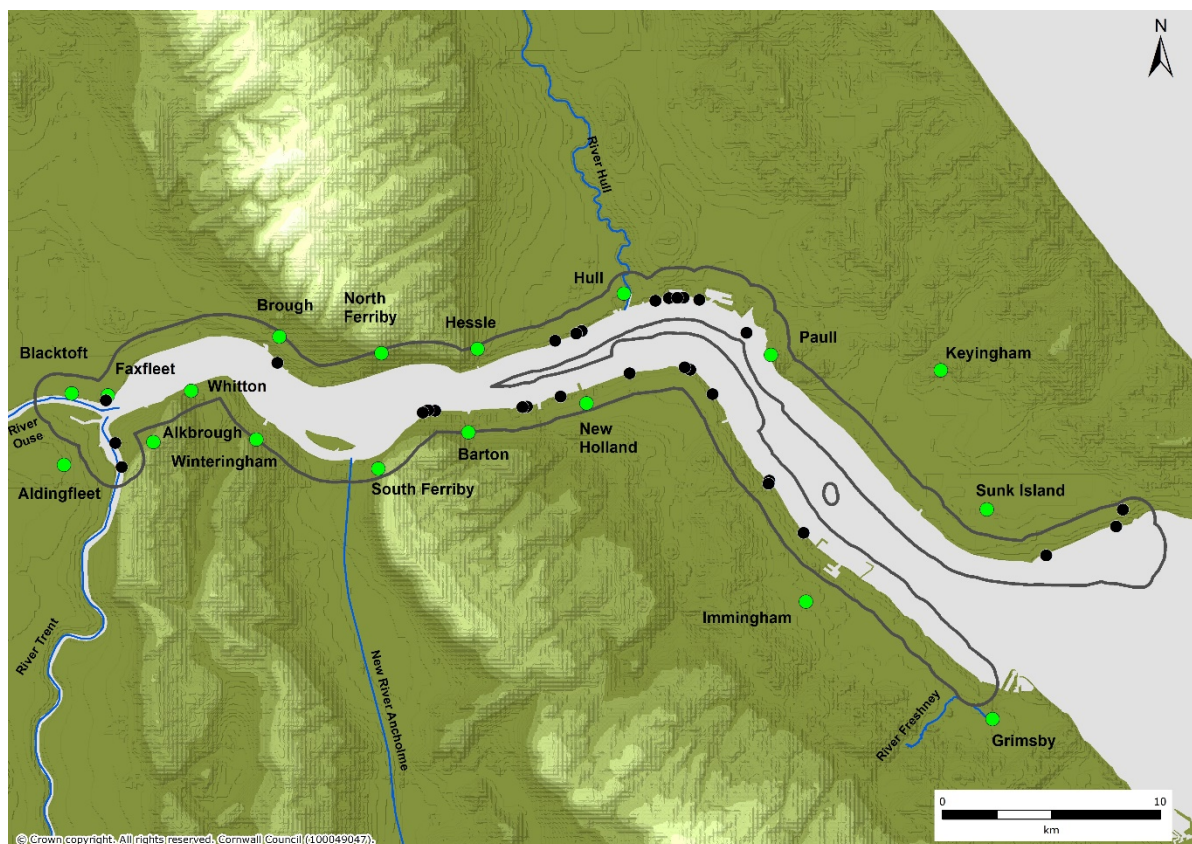 N
River Hull
Hull
Brough
North
Ferriby
Hessle
Paull
Blacktoft
Faxfleet
Whitton
Keyingham
River
Ouse
Alkbrough
New
Holland
Winteringham
Barton
Aldingfleet
South Ferriby
Sunk Island
Immingham
River Trent
New River Ancholme
River Freshney
Grimsby
0
10
km
© Crown copyright. All rights reserved. Cornwall Council (100049047).